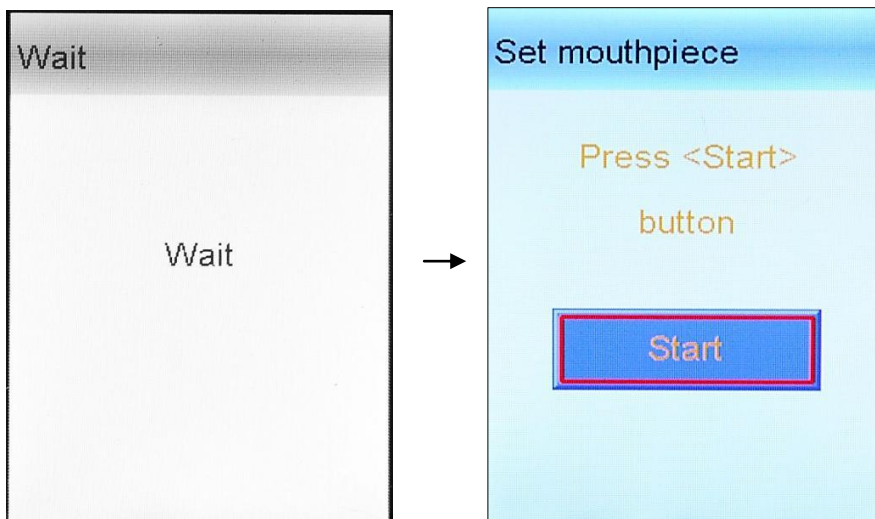 Wait
Wait
Set mouthpiece
Press <Start>
button
Start